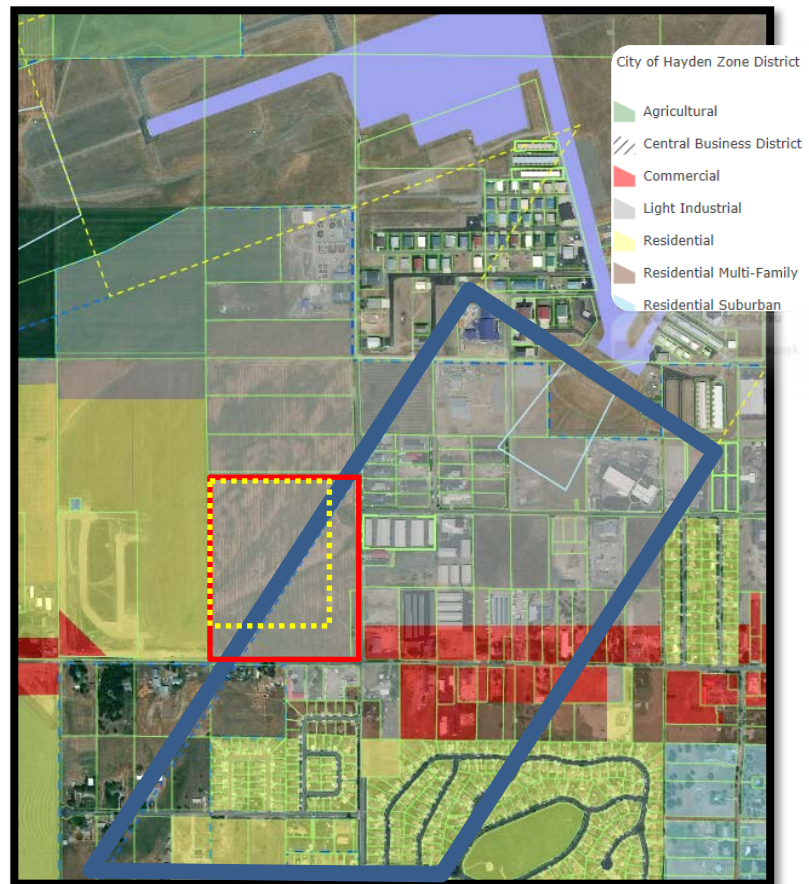 City of Hayden Zone District
Agricultural
Central Business District
Commercial
Light Industrial
Residential
Residential Multi-Family
Residential Suburban